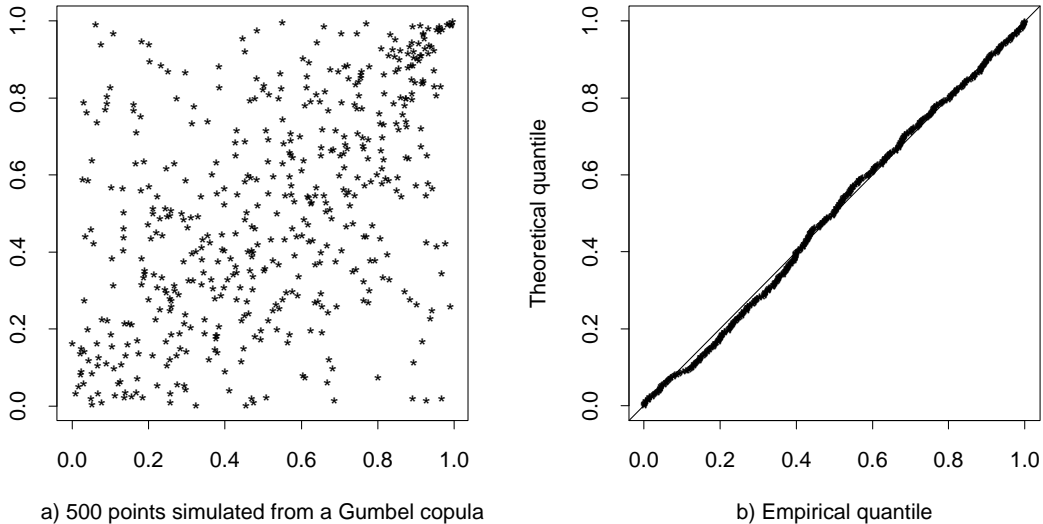 1.0
0.8
0.6
0.4
0.2
0.0
0.0 0.2 0.4 0.6 0.8 1.0
a) 500 points simulated from a Gumbel copula
Theoretical quantile
1.0
0.8
0.6
0.4
0.2
0.0
0.0 0.2 0.4 0.6 0.8 1.0
b) Empirical quantile